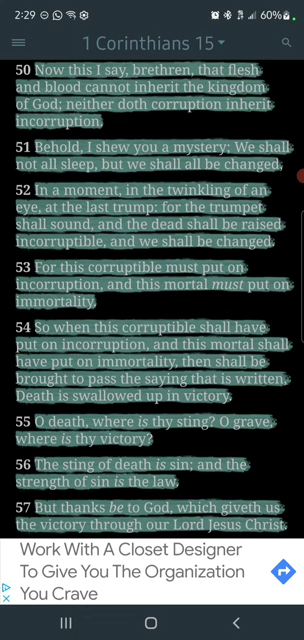 2:29
60%
1 Corinthians 15
50 Now this I say, brethren, that flesh
and blood cannot inherit the kingdom
of God; neither doth corruption inherit
incorruption.
51 Behold, I shew you a mystery; We shall
not all sleep, but we shall all be changed,
52 In a moment, in the twinkling of an
eye, at the last trump: for the trumpet
shall sound, and the dead shall be raised
incorruptible, and we shall be changed.
53 For this corruptible must put on
incorruption, and this mortal must put on
immortality.
54 So when this corruptible shall have
put on incorruption, and this mortal shall
have put on immortality, then shall be
brought to pass the saying that is written,
Death is swallowed up in victory.
55 O death, where is thy sting? O grave,
where is thy victory?
56 The sting of death is sin; and the
strength of sin is the law.
57 But thanks be to God, which giveth us
the victory through our Lord Jesus Christ.
Work With A Closet Designer
To Give You The Organization
You Crave